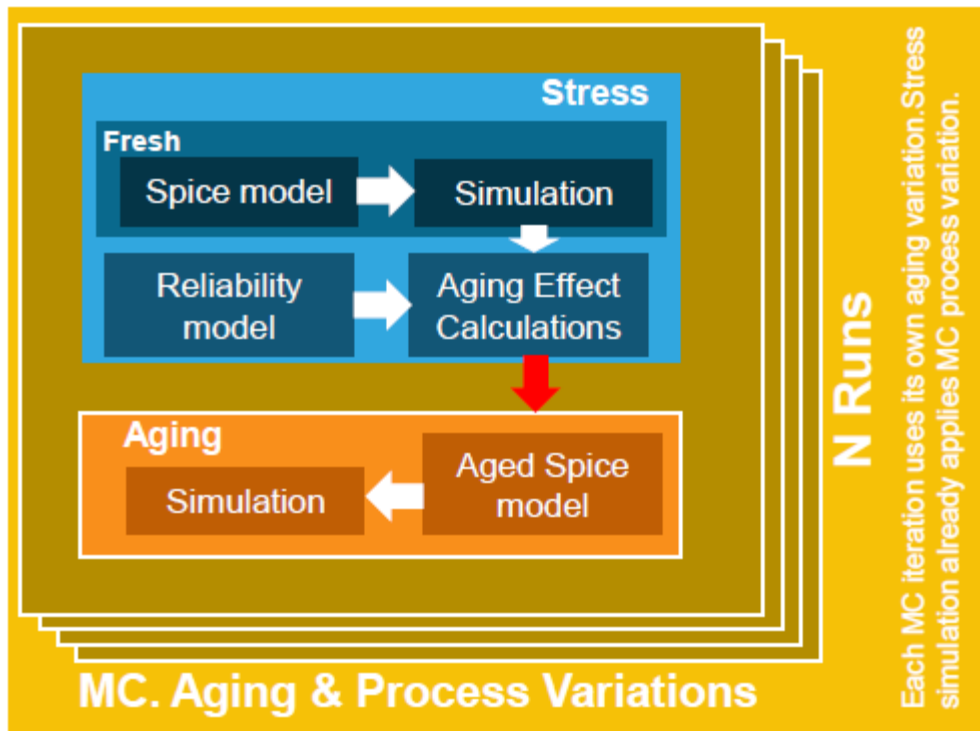 Stress
Fresh
Spice model
Simulation
Reliability
model
Aging Effect
Calculations
Aging
Simulation
Aged Spice
model
MC. Aging & Process Variations
N Runs
Each MC iteration uses its own aging variation.Stress
simulation already applies MC process variation.